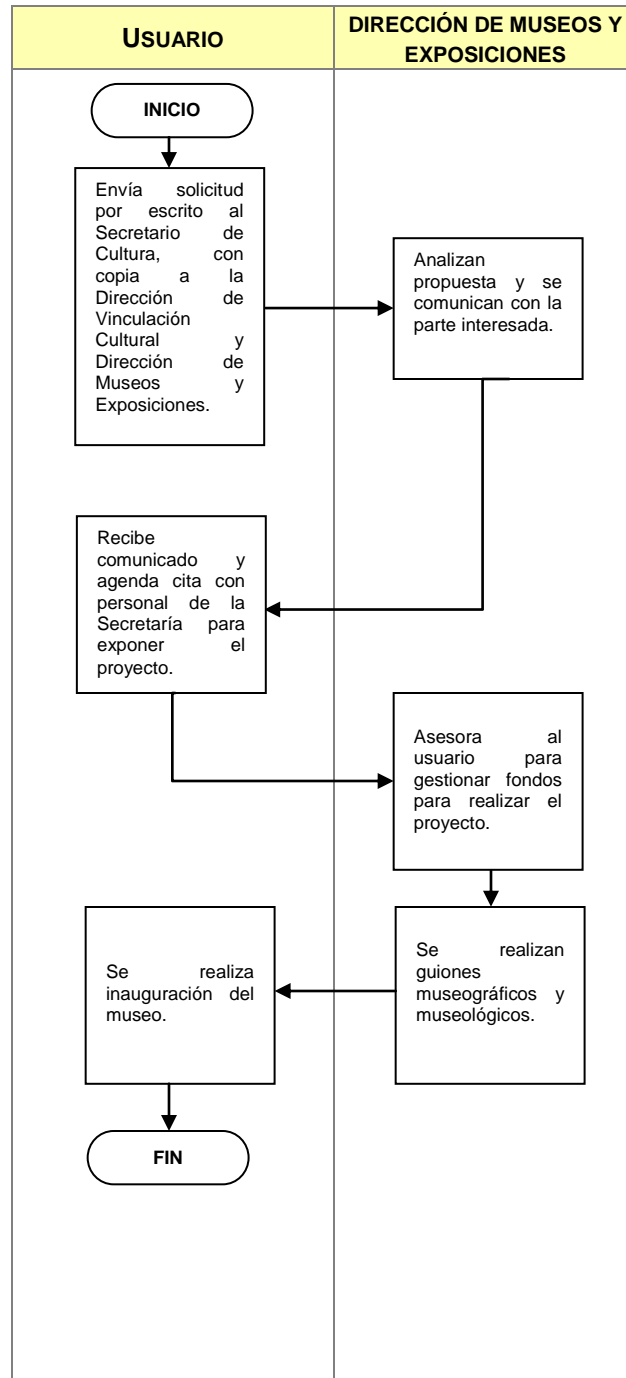 USUARIO
DIRECCIÓN DE MUSEOS Y
EXPOSICIONES
INICIO
Envía solicitud
por escrito al
Secretario de
Cultura, con
copia a la
Dirección de
Vinculación
Cultural y
Dirección de
Museos y
Exposiciones.
Analizan
propuesta y se
comunican con la
parte interesada.
Recibe
comunicado y
agenda cita con
personal de la
Secretaría para
exponer el
proyecto.
Asesora al
usuario para
gestionar fondos
para realizar el
proyecto.
Se realizan
guiones
museográficos y
museológicos.
Se realiza
inauguración del
museo.
FIN